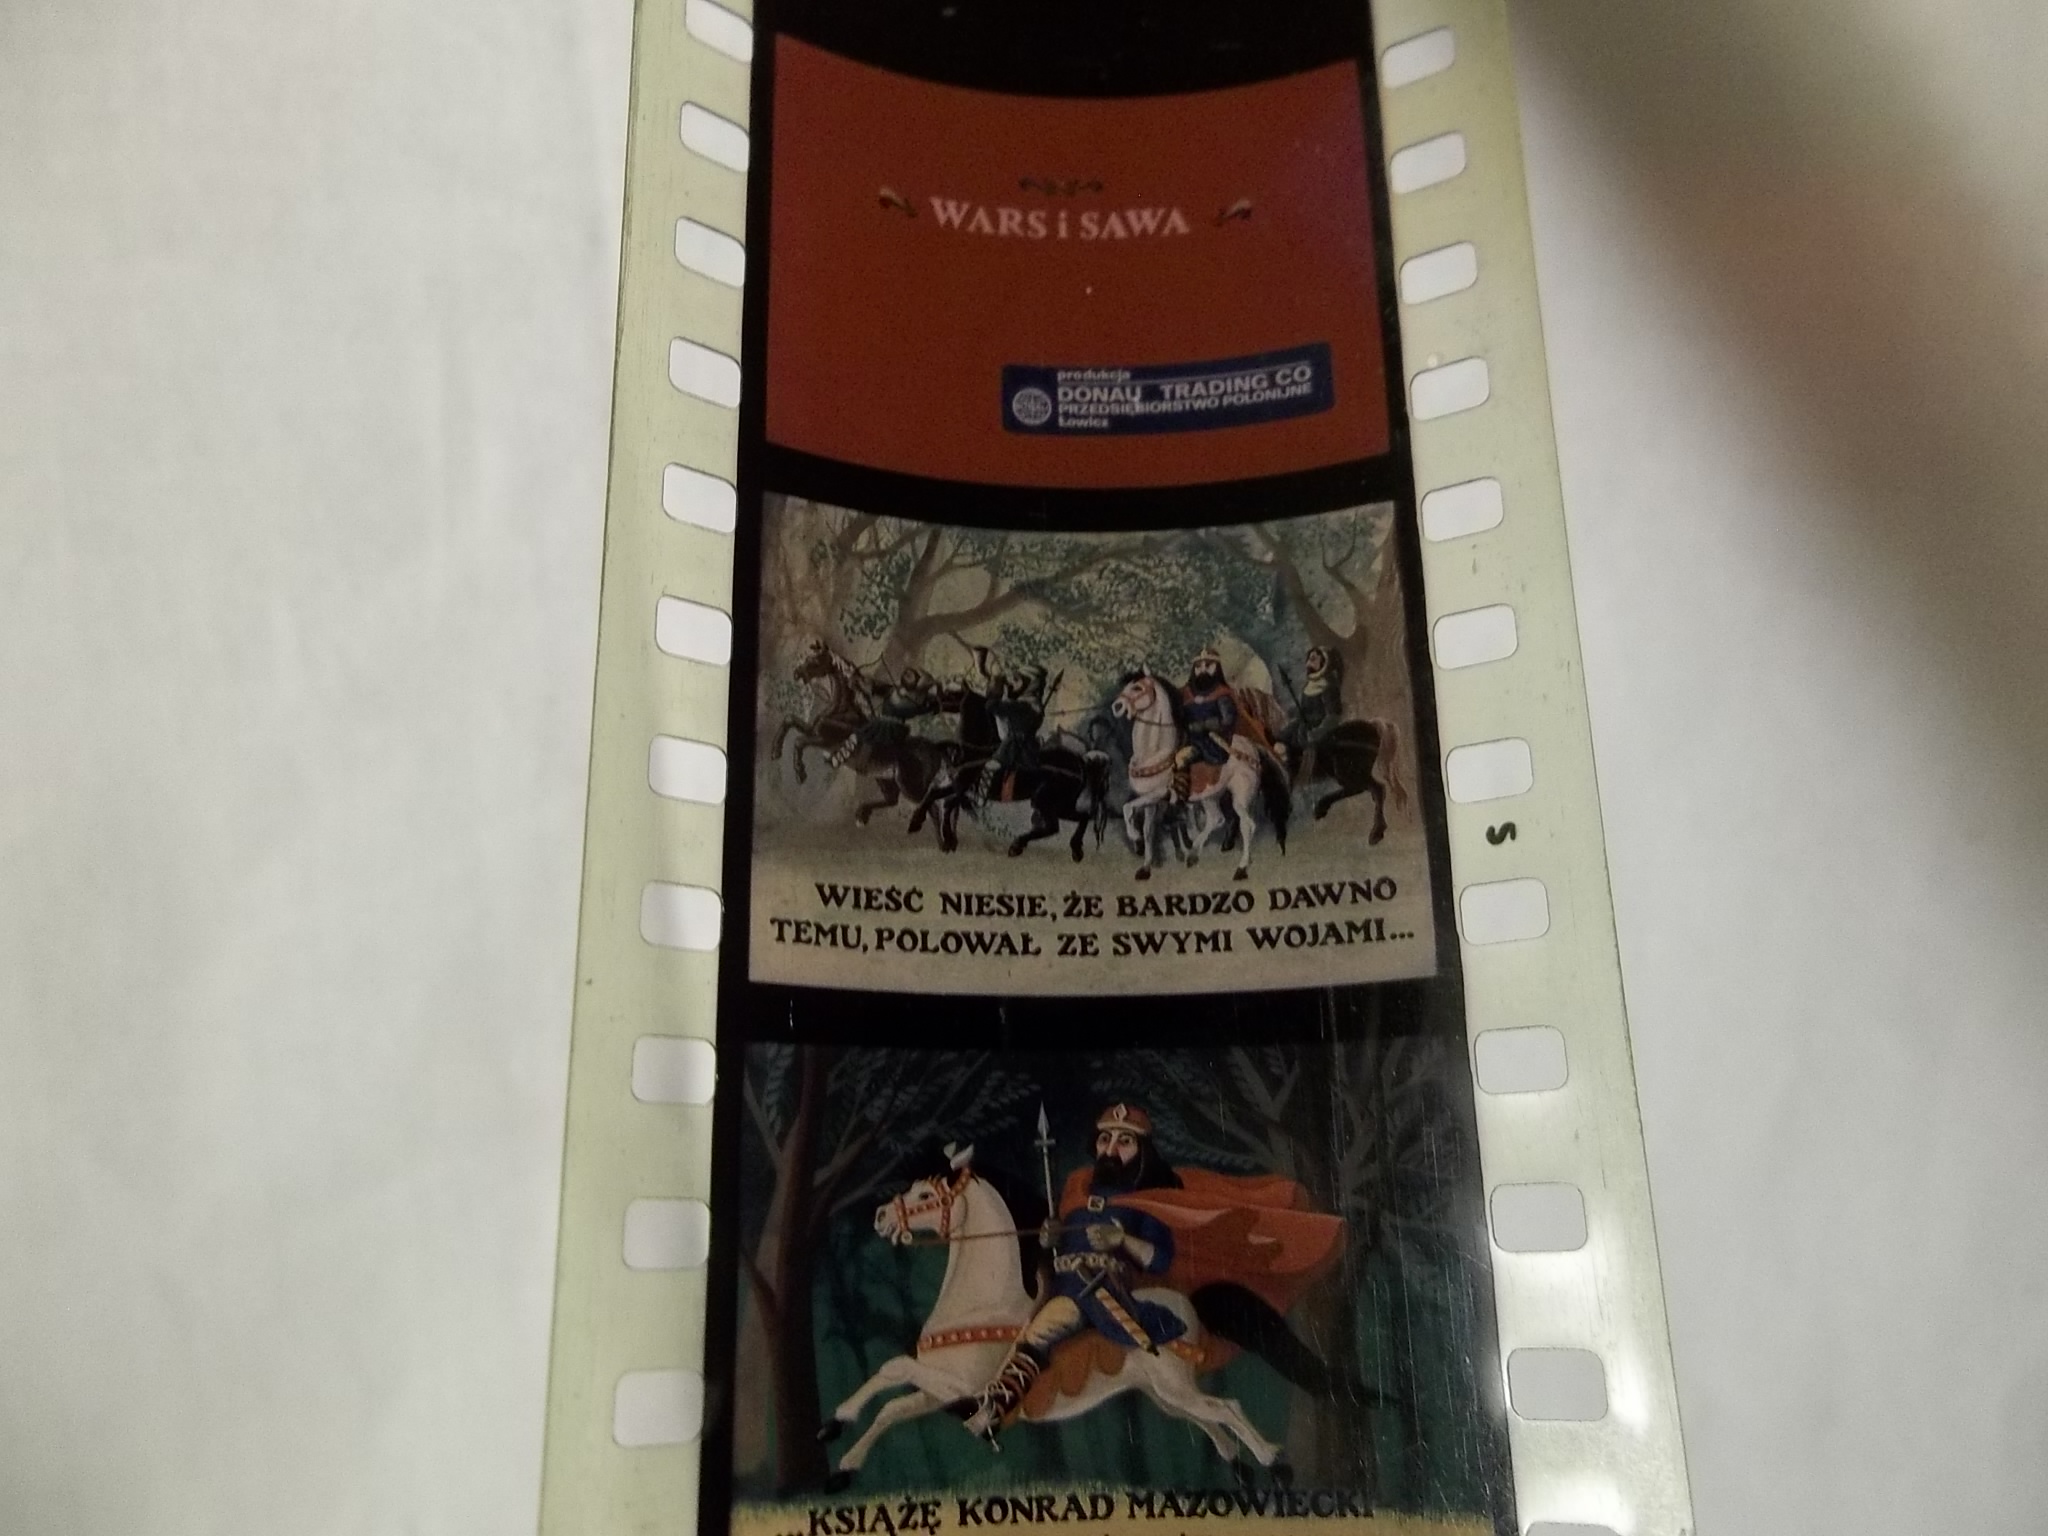 WARS i SAWA
produkcja
DONAU TRADING CO
PRZEDSIĘBIORSTWO POLONIJNE
Łowicz
WIEŚĆ NIESIE, ŻE BARDZO DAWNO
TEMU, POLOWAŁ ZE SWYMI WOJAMI...
S
...KSIĄŻĘ KONRAD MAZOWIECKI